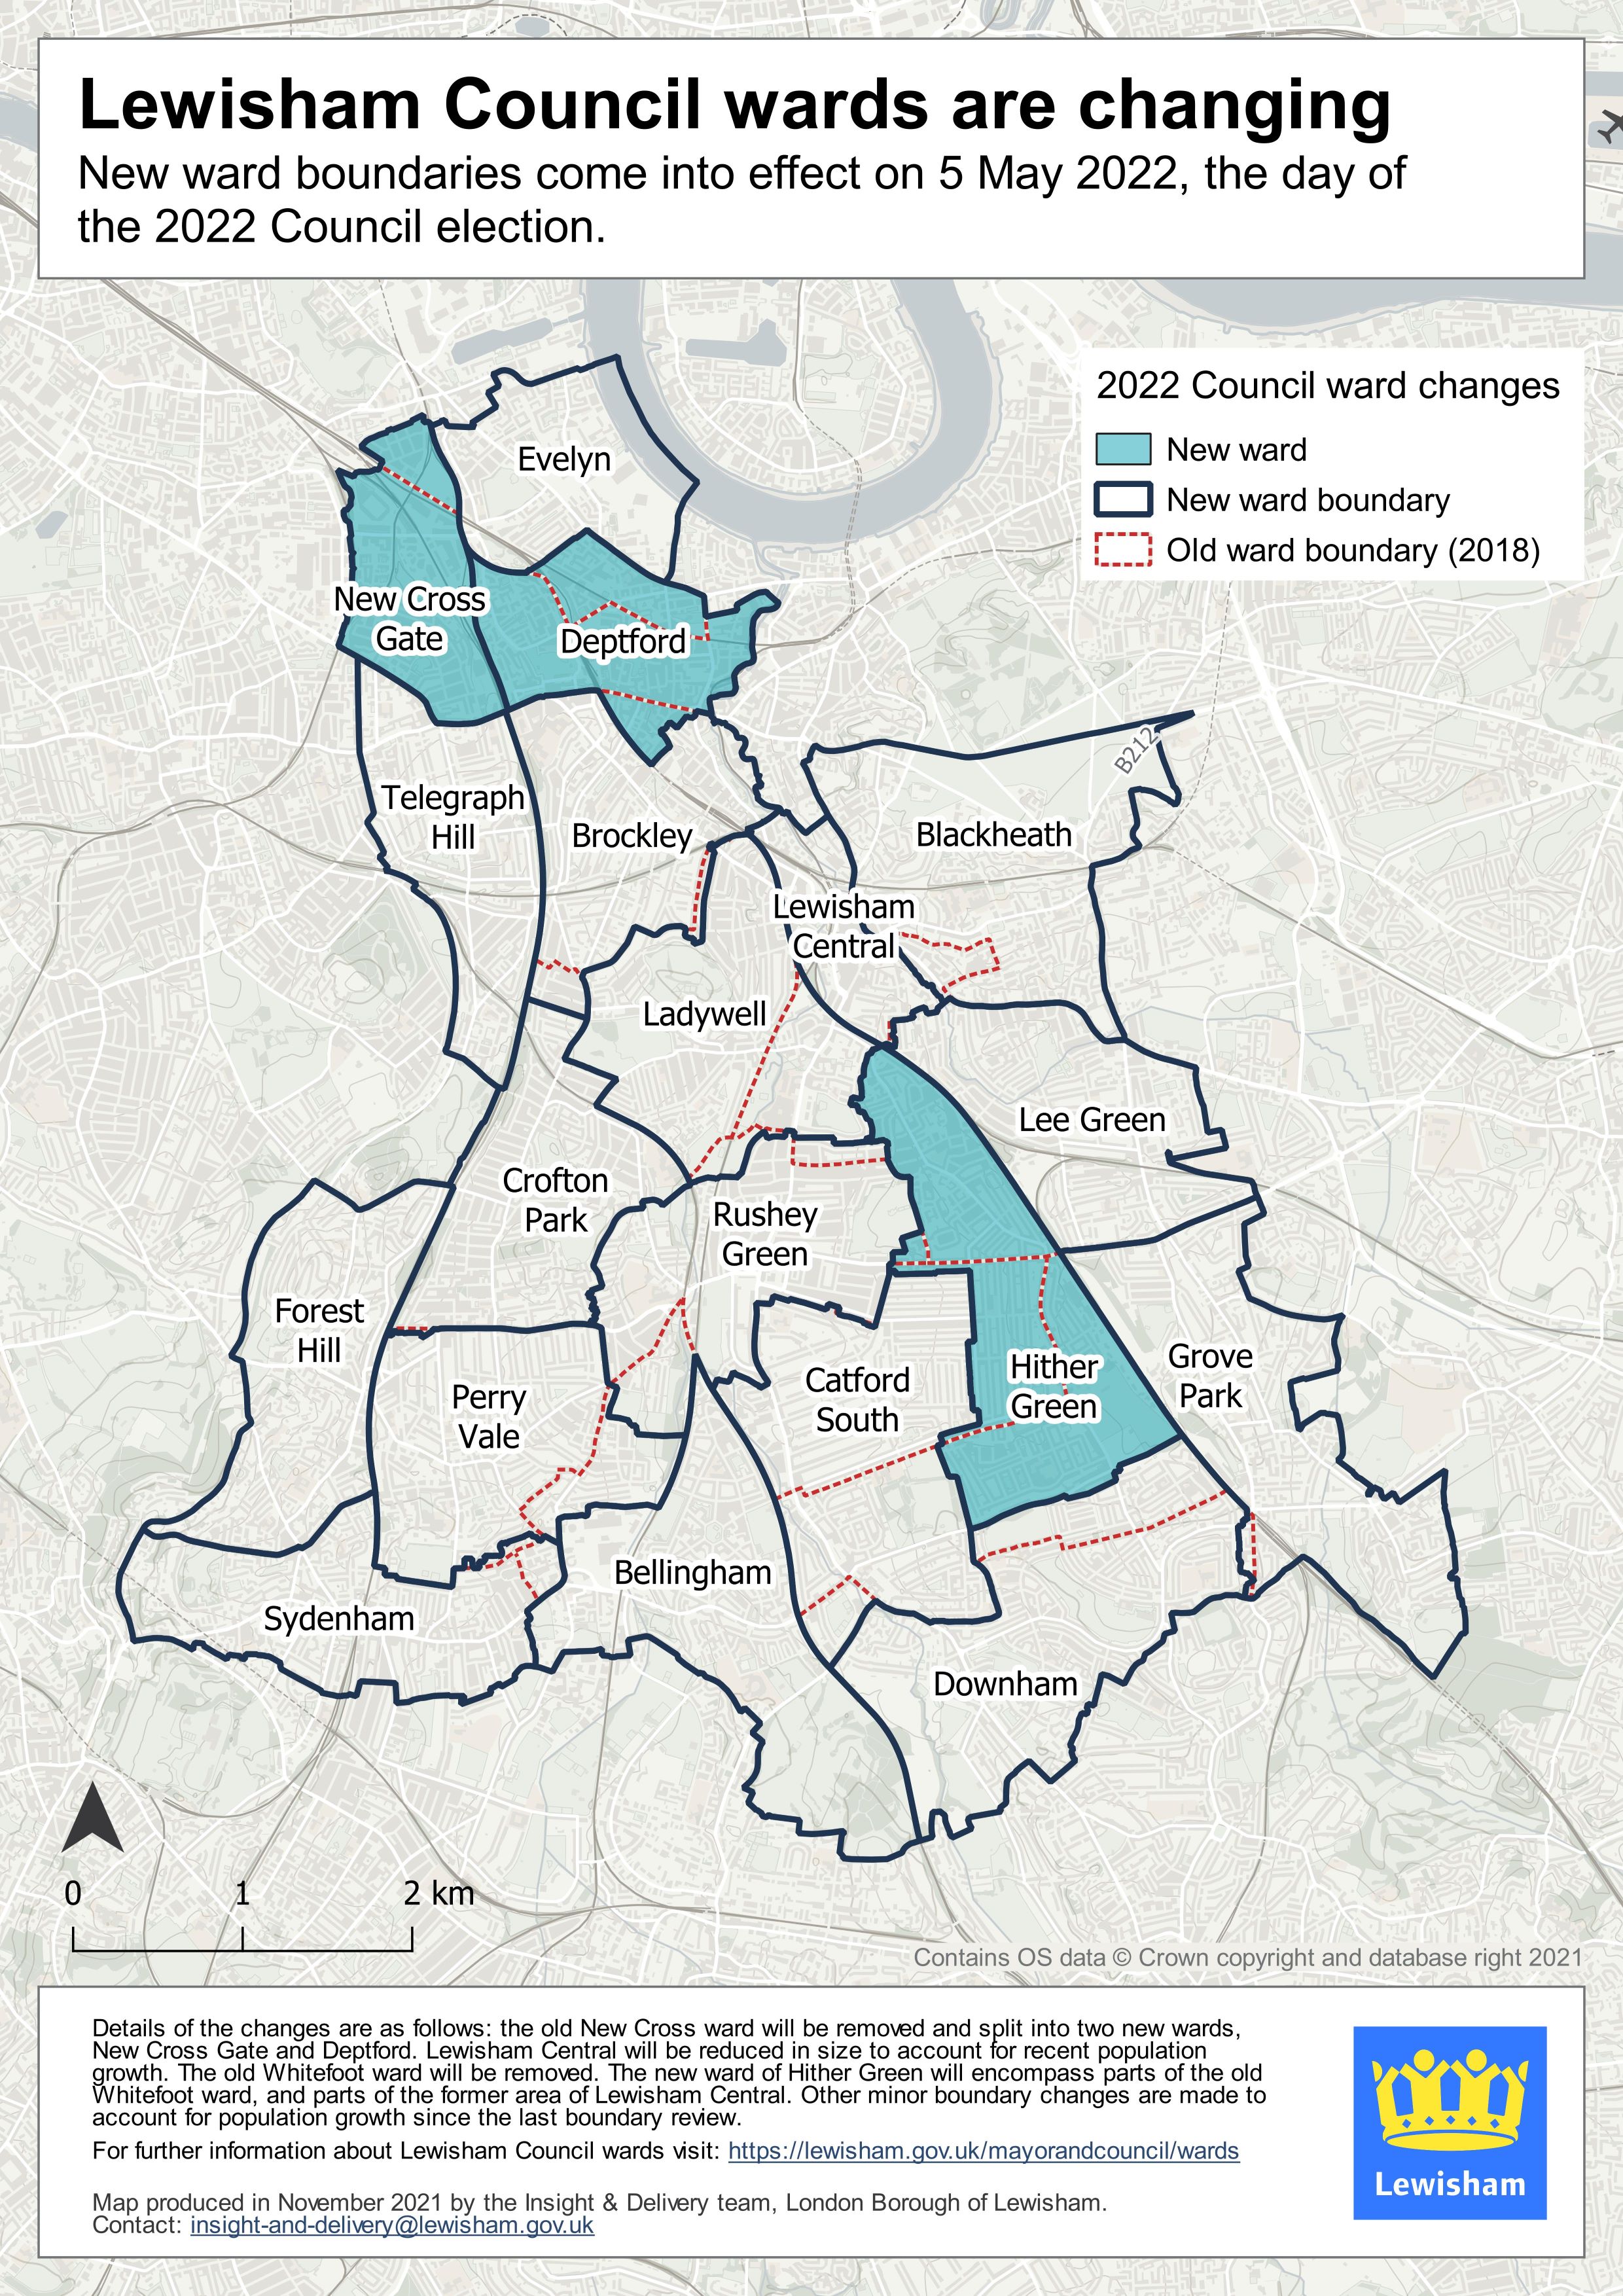 Lewisham Council wards are changing
New ward boundaries come into effect on 5 May 2022, the day of
the 2022 Council election.
2022 Council ward changes
New ward
New ward boundary
Old ward boundary (2018)
Evelyn
New Cross
Gate
Deptford
B212
Telegraph
Hill
Brockley
Blackheath
Lewisham
Central
Ladywell
Lee Green
Crofton
Park
Rushey
Green
Forest
Hill
Perry
Vale
Catford
South
Hither
Green
Grove
Park
Bellingham
Sydenham
Downham
0 1 2 km
Contains OS data © Crown copyright and database right 2021
Details of the changes are as follows: the old New Cross ward will be removed and split into two new wards,
New Cross Gate and Deptford. Lewisham Central will be reduced in size to account for recent population
growth. The old Whitefoot ward will be removed. The new ward of Hither Green will encompass parts of the old
Whitefoot ward, and parts of the former area of Lewisham Central. Other minor boundary changes are made to
account for population growth since the last boundary review.
For further information about Lewisham Council wards visit: https://lewisham.gov.uk/mayorandcouncil/wards
Map produced in November 2021 by the Insight & Delivery team, London Borough of Lewisham.
Contact: insight-and-delivery@lewisham.gov.uk
Lewisham